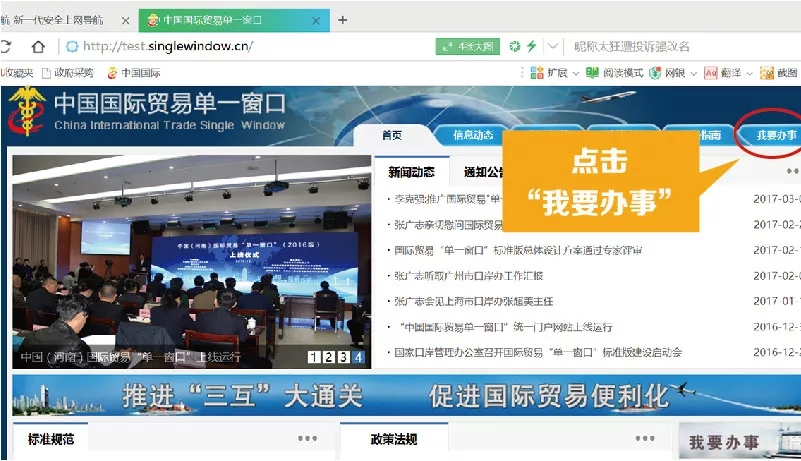 航 新一代安全上网导航
中国国际贸易单一窗口
http://test.singlewindow.cn/
4张大图
昵称太狂遭投诉强改名
收藏夹
政府采购
中国国际
扩展
阅读模式
网银
翻译
截图
中国国际贸易单一窗口
China International Trade Single Window
首页
信息动态
指南
我要办事
点击
“我要办事”
新闻动态
通知公告
李克强:推广国际贸易"单一
2017-03-0
张广志亲切慰问国际贸易
2017-02-2
国际贸易“单一窗口”标准版总体设计方案通过专家评审
2017-02-1
张广志听取广州市口岸办工作汇报
2017-02-0
张广志会见上海市口岸办张超美主任
2017-01-1
“中国国际贸易单一窗口”统一门户网站上线运行
2016-12-3
国家口岸管理办公室召开国际贸易“单一窗口”标准版建设启动会
2016-12-2
中国（河南）国际贸易“单一窗口”（2016版）
上线仪式
中国（河南）国际贸易“单一窗口”上线运行
1 2 3 4
推进“三互”大通关 促进国际贸易便利化
标准规范
政策法规
我要办事